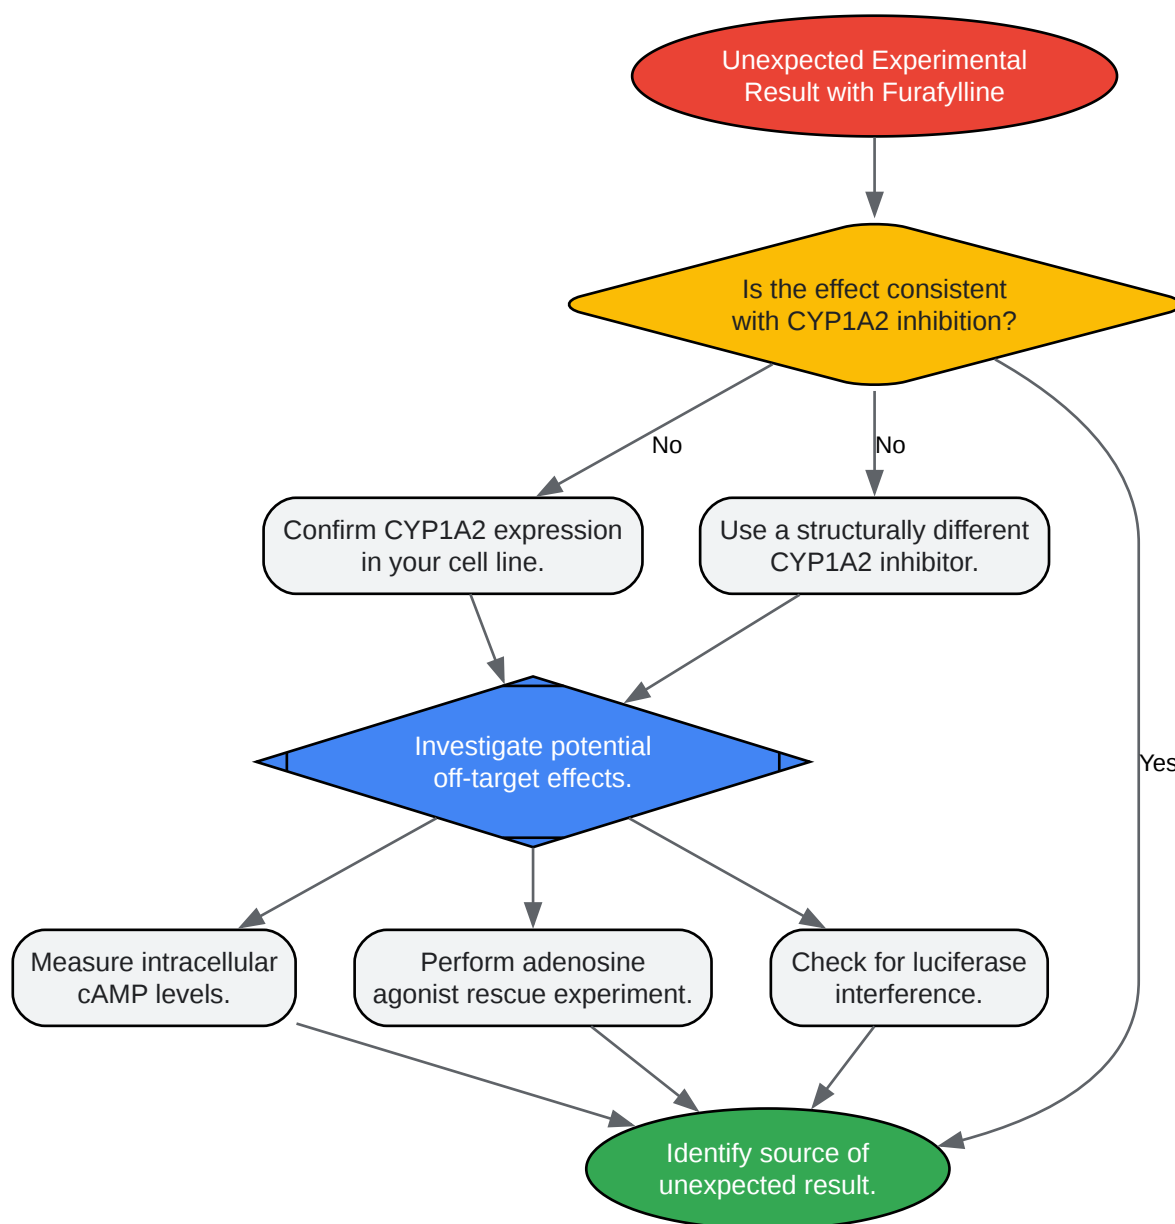 Unexpected Experimental
Result with Furafylline
Is the effect consistent
with CYP1A2 inhibition?
No
No
Confirm CYP1A2 expression
in your cell line.
Use a structurally different
CYP1A2 inhibitor.
Investigate potential
off-target effects.
Yes
Measure intracellular
cAMP levels.
Perform adenosine
agonist rescue experiment.
Check for luciferase
interference.
Identify source of
unexpected result.